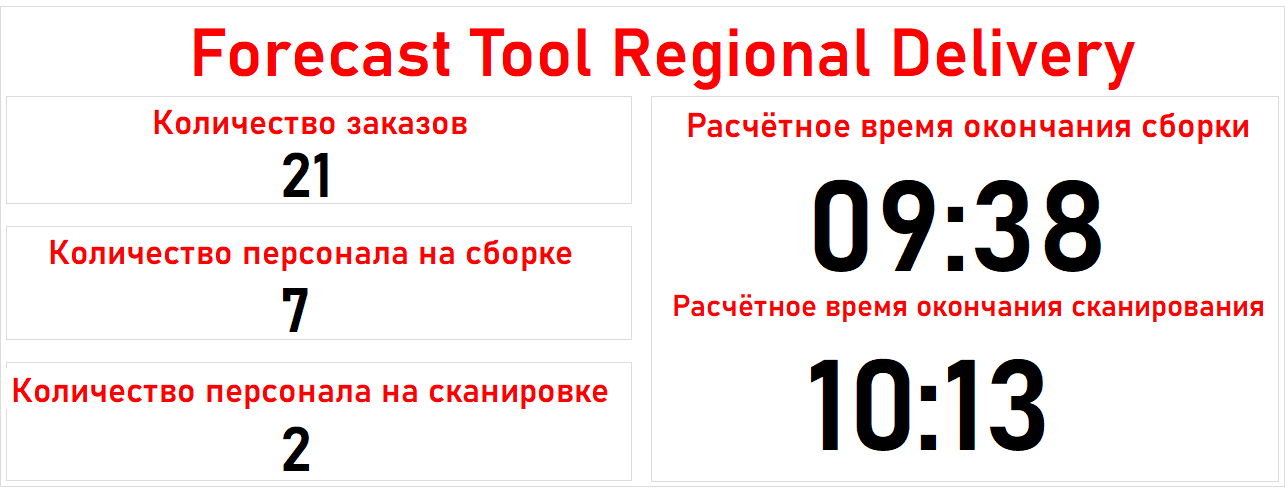 Forecast Tool Regional Delivery
Количество заказов
21
Количество персонала на сборке
7
Количество персонала на сканировке
2
Расчётное время окончания сборки
09:38
Расчётное время окончания сканирования
10:13